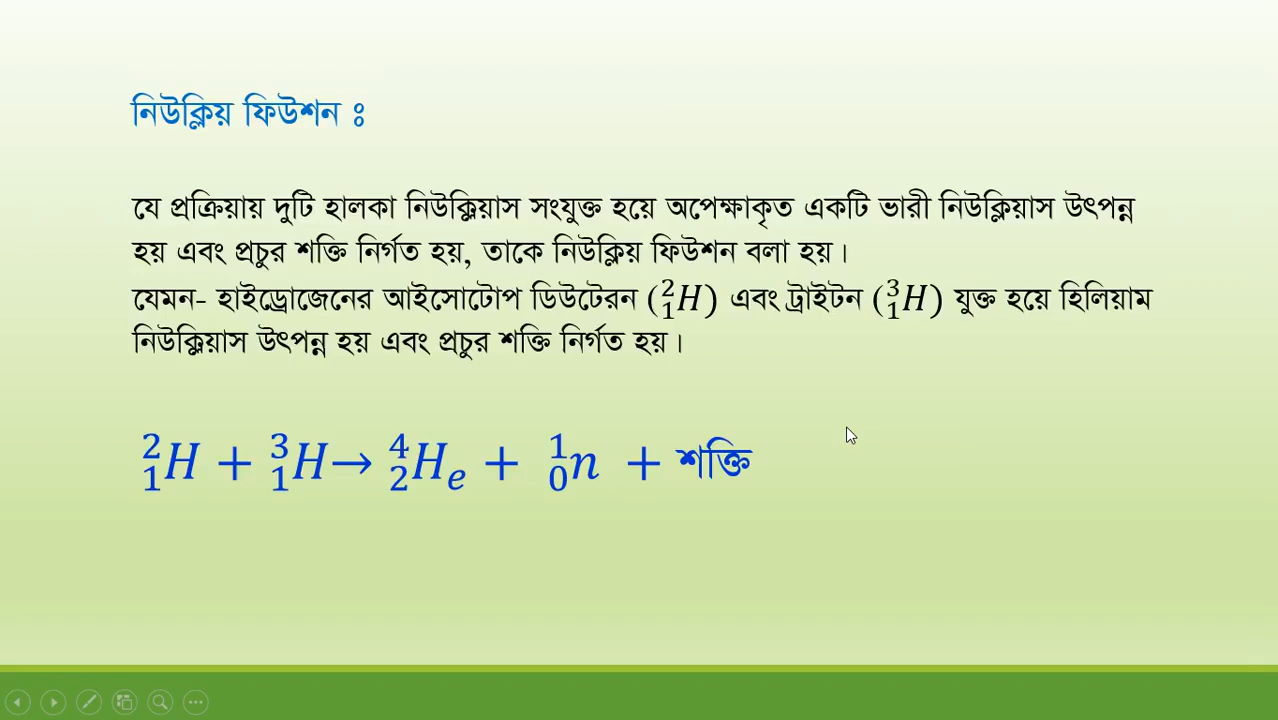 নিউক্লিয় ফিউশন ঃ
যে প্রক্রিয়ায় দুটি হালকা নিউক্লিয়াস সংযুক্ত হয়ে অপেক্ষাকৃত একটি ভারী নিউক্লিয়াস উৎপন্ন
হয় এবং প্রচুর শক্তি নির্গত হয়, তাকে নিউক্লিয় ফিউশন বলা হয়।
যেমন- হাইড্রোজেনের আইসোটোপ ডিউটেরন (²₁H) এবং ট্রাইটন (³₁H) যুক্ত হয়ে হিলিয়াম
নিউক্লিয়াস উৎপন্ন হয় এবং প্রচুর শক্তি নির্গত হয়।
²₁H + ³₁H → ⁴₂Hₑ + ¹₀n + শক্তি